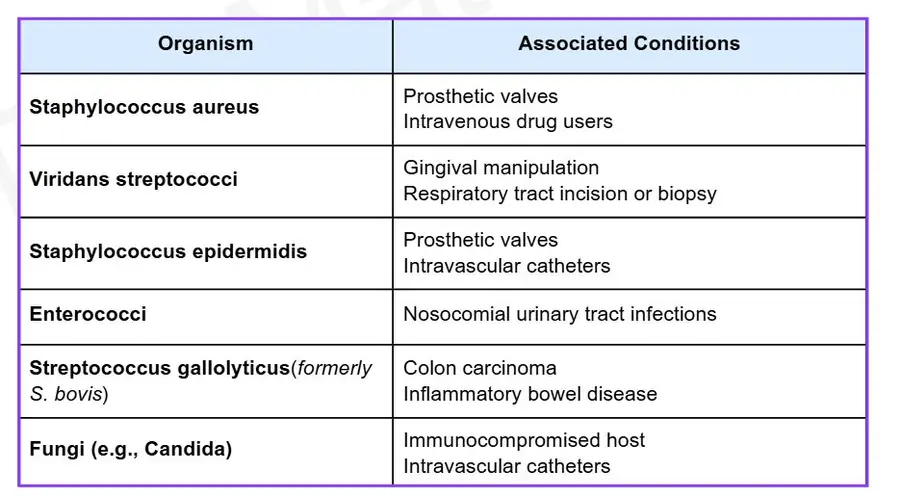 Organism
Associated Conditions
Staphylococcus aureus
Prosthetic valves
Intravenous drug users
Viridans streptococci
Gingival manipulation
Respiratory tract incision or biopsy
Staphylococcus epidermidis
Prosthetic valves
Intravascular catheters
Enterococci
Nosocomial urinary tract infections
Streptococcus gallolyticus(formerly
S. bovis)
Colon carcinoma
Inflammatory bowel disease
Fungi (e.g., Candida)
Immunocompromised host
Intravascular catheters